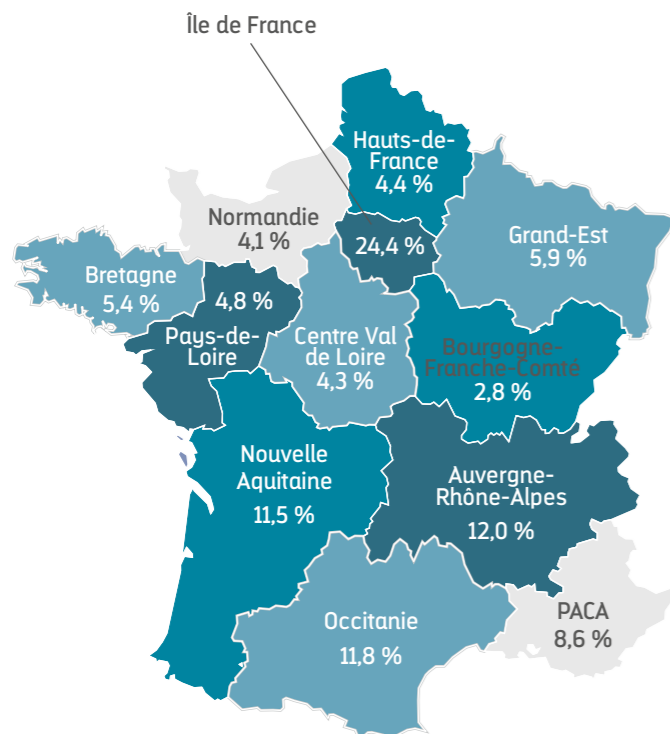 Île de France
Hauts-de-
France
4,4 %
Normandie
4,1 %
24,4 %
Grand-Est
5,9 %
Bretagne
5,4 %
4,8 %
Pays-de-
Loire
Centre Val
de Loire
4,3 %
Bourgogne-
Franche-Comté
2,8 %
Nouvelle
Aquitaine
11,5 %
Auvergne-
Rhône-Alpes
12,0 %
Occitanie
11,8 %
PACA
8,6 %